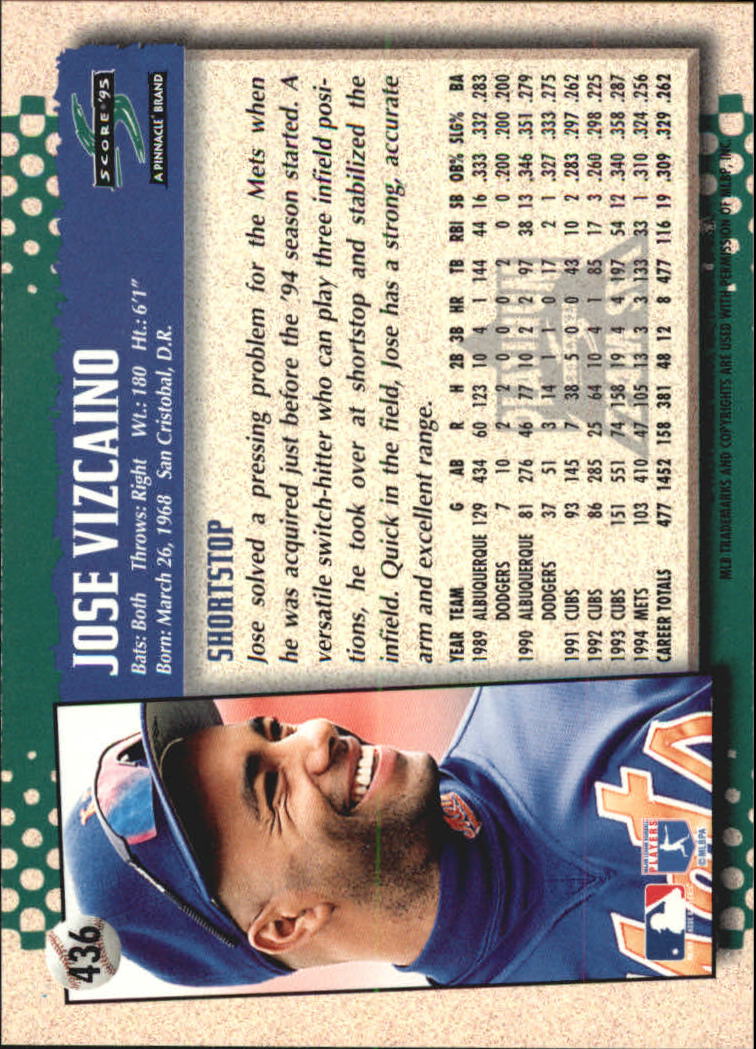 436
JOSE VIZCAINO
Bats: Both Throws: Right Wt.: 180 Ht.: 6'1"
Born: March 26, 1968 San Cristobal, D.R.
SCORE '95
A PINNACLE BRAND
SHORTSTOP
Jose solved a pressing problem for the Mets when
he was acquired just before the '94 season started. A
versatile switch-hitter who can play three infield posi-
tions, he took over at shortstop and stabilized the
infield. Quick in the field, Jose has a strong, accurate
arm and excellent range.
YEAR TEAM G AB R H 2B 3B HR TB RBI SB OB% SLG% BA
1989 ALBUQUERQUE 129 434 60 123 10 4 1 144 44 16 .333 .332 .283
DODGERS 7 10 2 2 0 0 0 2 0 0 .200 .200 .200
1990 ALBUQUERQUE 81 276 46 77 10 2 2 97 38 13 .346 .351 .279
DODGERS 37 51 3 14 1 1 0 17 2 1 .327 .333 .275
1991 CUBS 93 145 7 38 5 0 0 43 10 2 .283 .297 .262
1992 CUBS 86 285 25 64 10 4 1 85 17 3 .260 .298 .225
1993 CUBS 151 551 74 158 19 4 4 197 54 12 .340 .358 .287
1994 METS 103 410 47 105 13 3 3 133 33 1 .310 .324 .256
CAREER TOTALS 477 1452 158 381 48 12 8 477 116 19 .309 .329 .262
Mets
PLAYERS
© MLBPA
MLB TRADEMARKS AND COPYRIGHTS ARE USED WITH PERMISSION OF MLBP, INC.